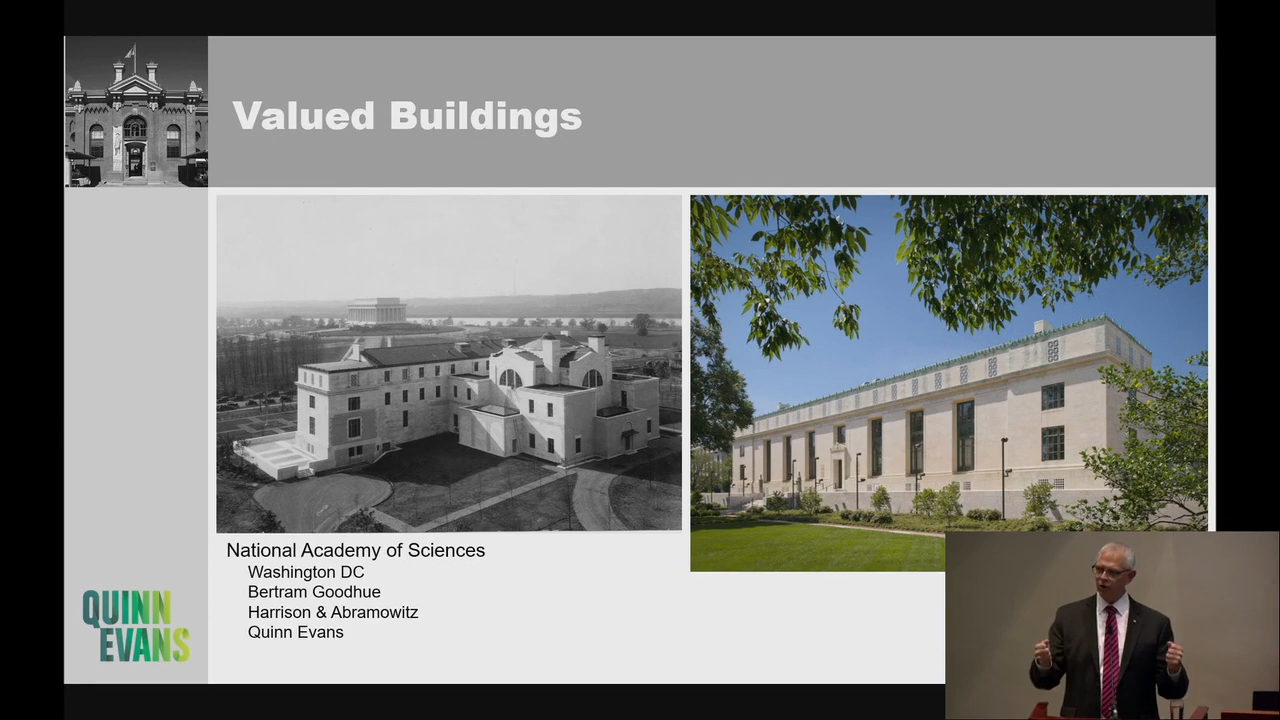 Valued Buildings
National Academy of Sciences
Washington DC
Bertram Goodhue
Harrison & Abramowitz
Quinn Evans
QUINN
EVANS